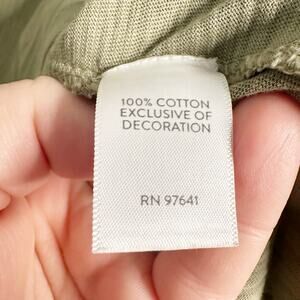 100% COTTON
EXCLUSIVE OF
DECORATION
RN 97641